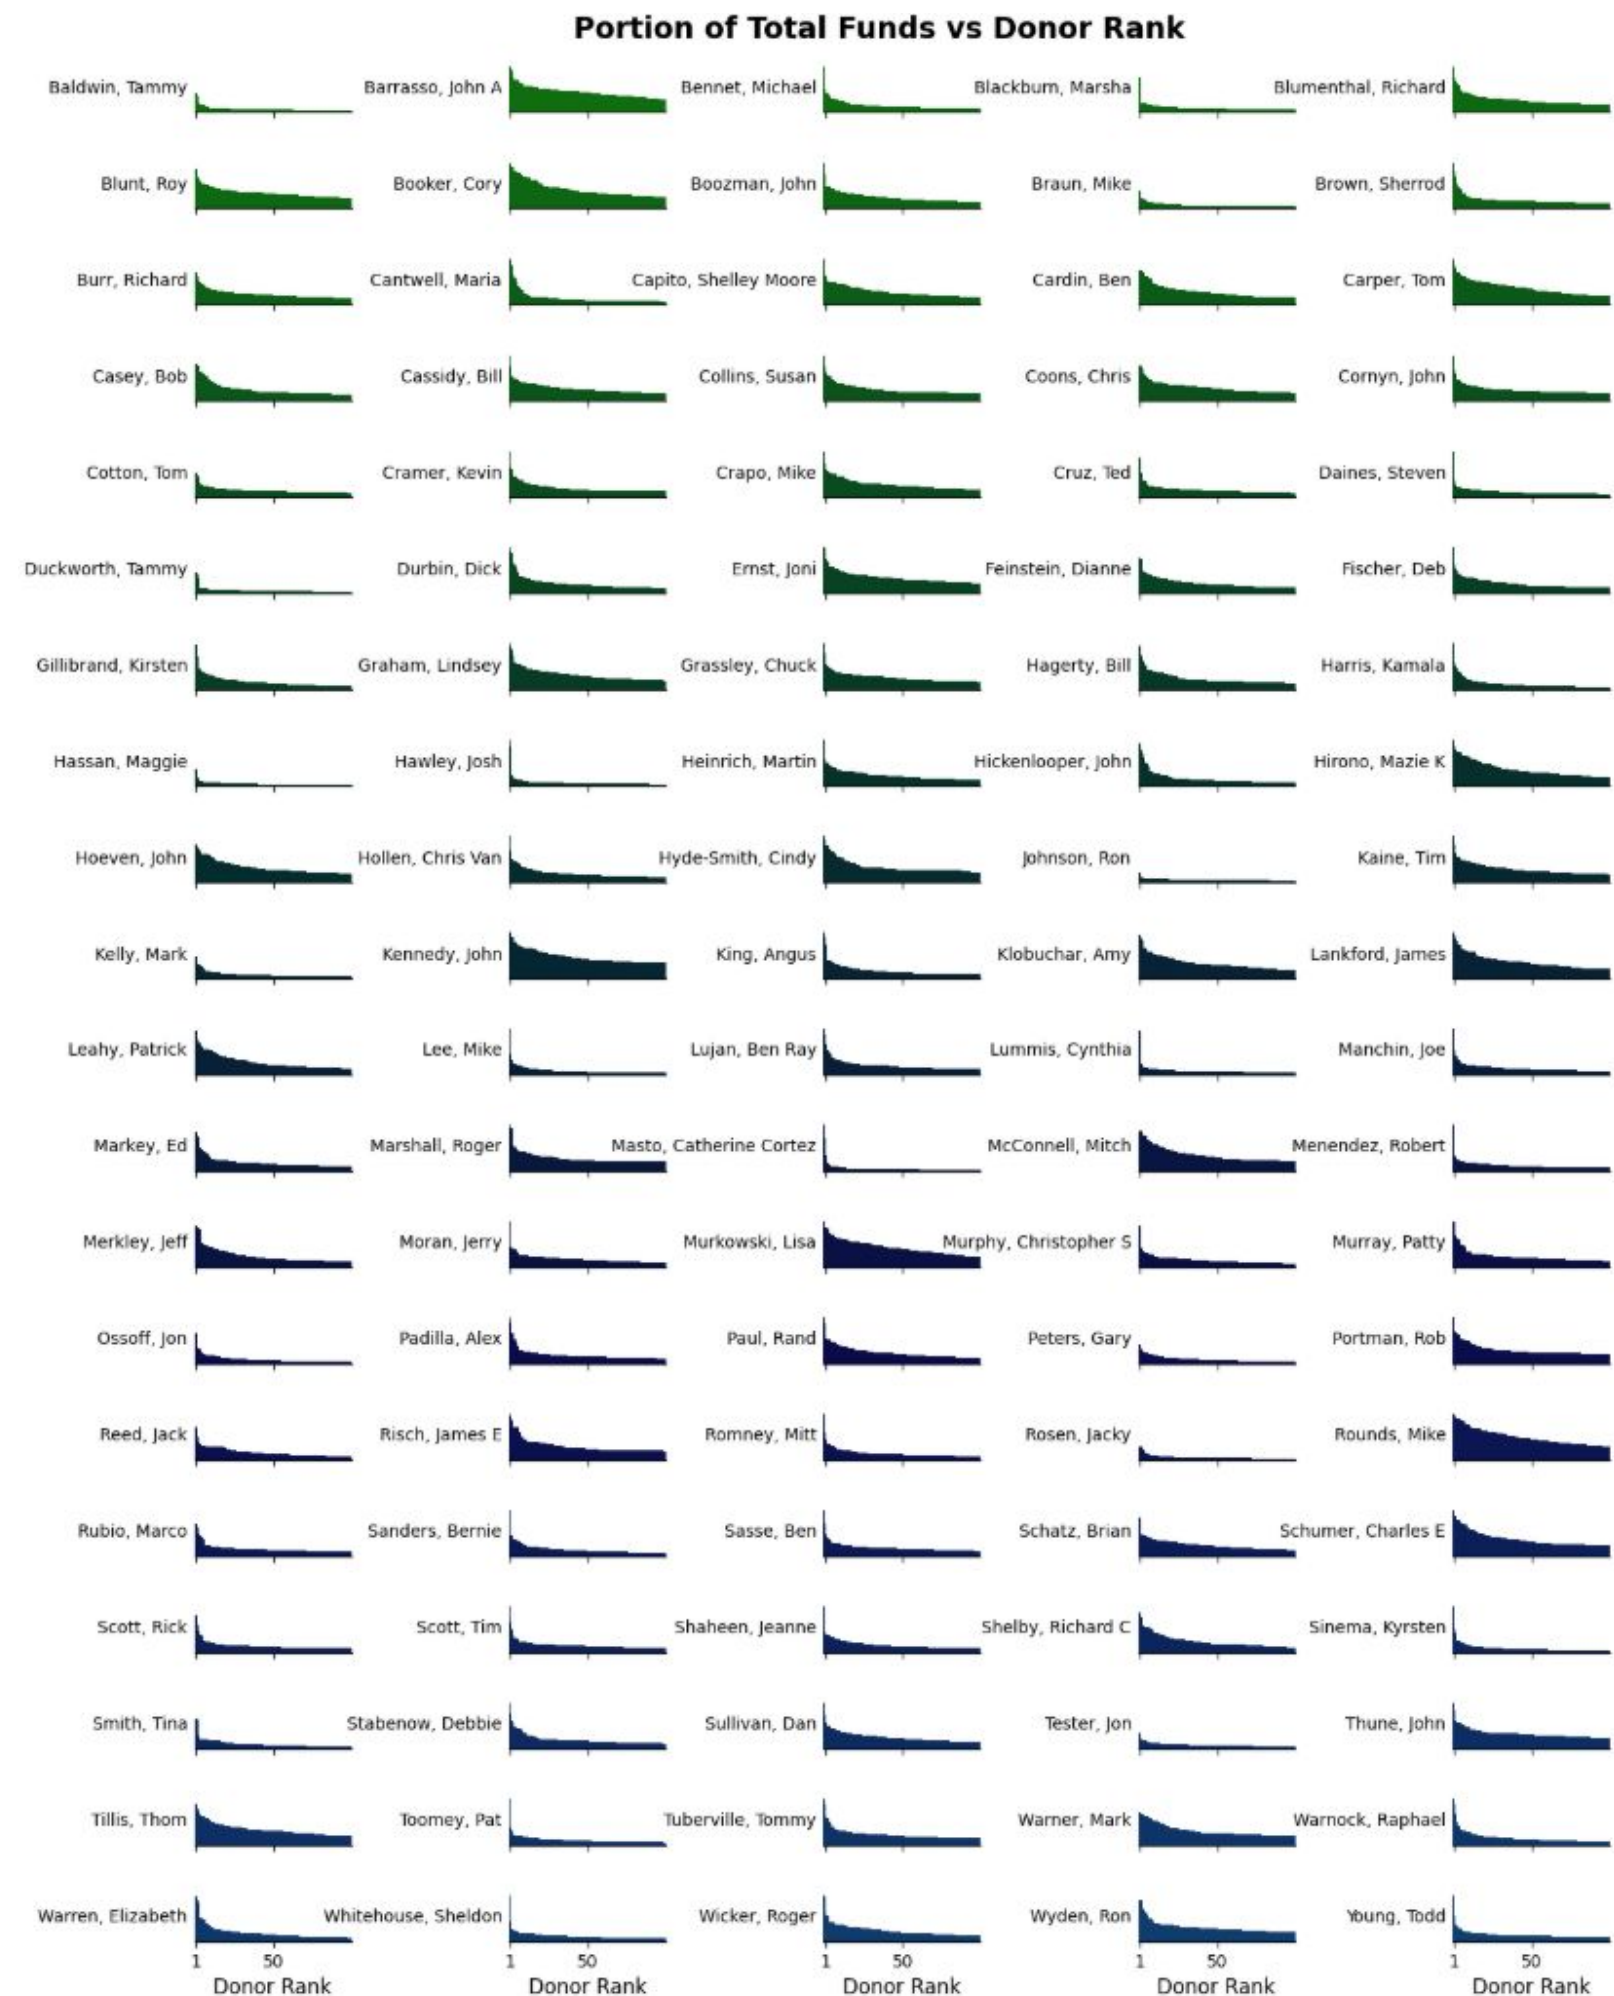 Portion of Total Funds vs Donor Rank
Baldwin, Tammy Barrasso, John A Bennet, Michael Blackburn, Marsha Blumenthal, Richard
Blunt, Roy Booker, Cory Boozman, John Braun, Mike Brown, Sherrod
Burr, Richard Cantwell, Maria Capito, Shelley Moore Cardin, Ben Carper, Tom
Casey, Bob Cassidy, Bill Collins, Susan Coons, Chris Cornyn, John
Cotton, Tom Cramer, Kevin Crapo, Mike Cruz, Ted Daines, Steven
Duckworth, Tammy Durbin, Dick Ernst, Joni Feinstein, Dianne Fischer, Deb
Gillibrand, Kirsten Graham, Lindsey Grassley, Chuck Hagerty, Bill Harris, Kamala
Hassan, Maggie Hawley, Josh Heinrich, Martin Hickenlooper, John Hirono, Mazie K
Hoeven, John Hollen, Chris Van Hyde-Smith, Cindy Johnson, Ron Kaine, Tim
Kelly, Mark Kennedy, John King, Angus Klobuchar, Amy Lankford, James
Leahy, Patrick Lee, Mike Lujan, Ben Ray Lummis, Cynthia Manchin, Joe
Markey, Ed Marshall, Roger Masto, Catherine Cortez McConnell, Mitch Menendez, Robert
Merkley, Jeff Moran, Jerry Murkowski, Lisa Murphy, Christopher S Murray, Patty
Ossoff, Jon Padilla, Alex Paul, Rand Peters, Gary Portman, Rob
Reed, Jack Risch, James E Romney, Mitt Rosen, Jacky Rounds, Mike
Rubio, Marco Sanders, Bernie Sasse, Ben Schatz, Brian Schumer, Charles E
Scott, Rick Scott, Tim Shaheen, Jeanne Shelby, Richard C Sinema, Kyrsten
Smith, Tina Stabenow, Debbie Sullivan, Dan Tester, Jon Thune, John
Tillis, Thom Toomey, Pat Tuberville, Tommy Warner, Mark Warnock, Raphael
Warren, Elizabeth Whitehouse, Sheldon Wicker, Roger Wyden, Ron Young, Todd
1 50 1 50 1 50 1 50 1 50
Donor Rank Donor Rank Donor Rank Donor Rank Donor Rank